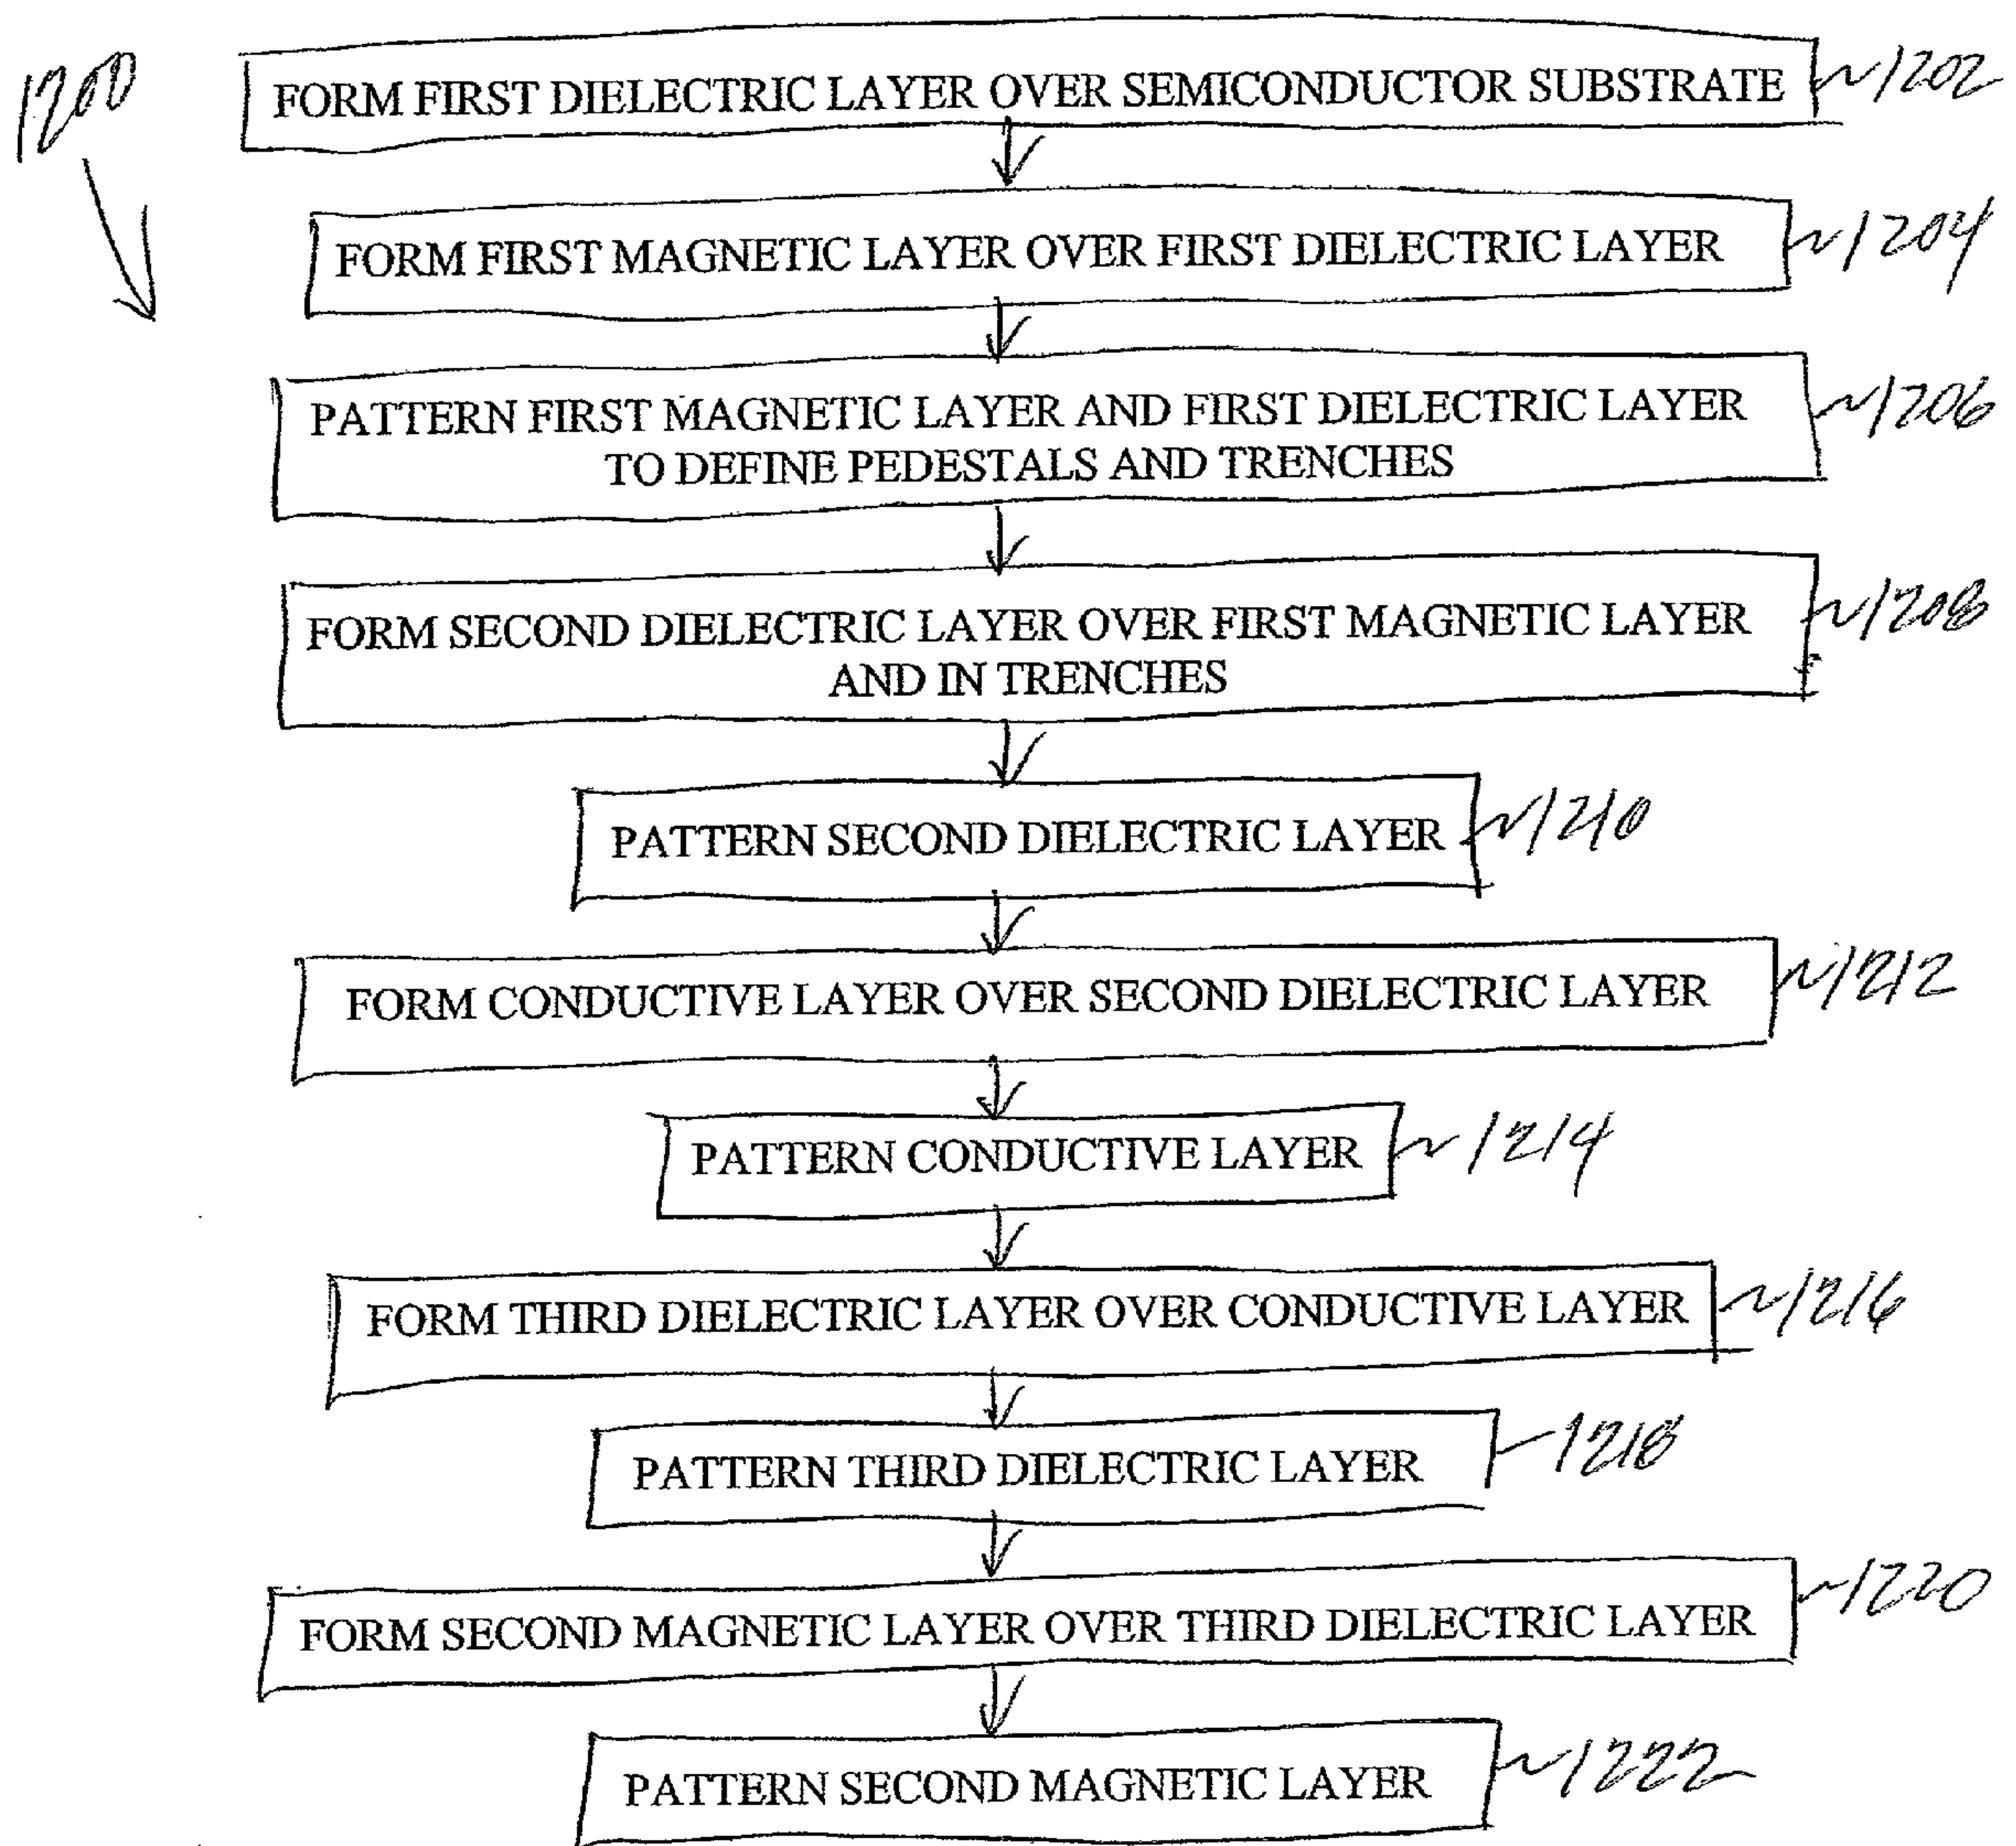 1200
FORM FIRST DIELECTRIC LAYER OVER SEMICONDUCTOR SUBSTRATE 1202
FORM FIRST MAGNETIC LAYER OVER FIRST DIELECTRIC LAYER 1204
PATTERN FIRST MAGNETIC LAYER AND FIRST DIELECTRIC LAYER 1206
TO DEFINE PEDESTALS AND TRENCHES
FORM SECOND DIELECTRIC LAYER OVER FIRST MAGNETIC LAYER 1208
AND IN TRENCHES
PATTERN SECOND DIELECTRIC LAYER 1210
FORM CONDUCTIVE LAYER OVER SECOND DIELECTRIC LAYER 1212
PATTERN CONDUCTIVE LAYER 1214
FORM THIRD DIELECTRIC LAYER OVER CONDUCTIVE LAYER 1216
PATTERN THIRD DIELECTRIC LAYER 1218
FORM SECOND MAGNETIC LAYER OVER THIRD DIELECTRIC LAYER 1220
PATTERN SECOND MAGNETIC LAYER 1222